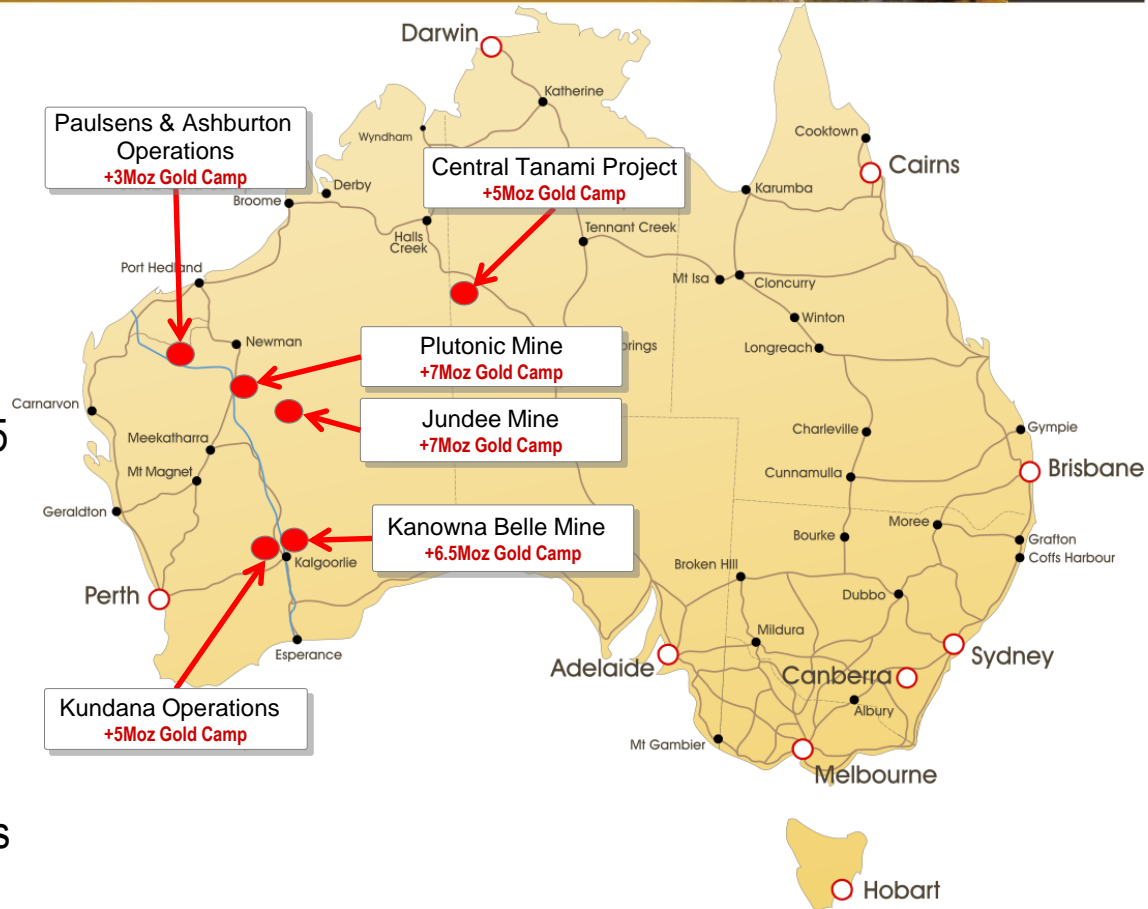 Darwin
Katherine
Paulsens & Ashburton
Operations
+3Moz Gold Camp
Wyndham
Cooktown
Cairns
Central Tanami Project
+5Moz Gold Camp
Derby
Broome
Karumba
Halls
Creek
Tennant Creek
Port Hedland
Mt Isa
Cloncurry
Winton
Newman
Plutonic Mine
+7Moz Gold Camp
prings
Longreach
Carnarvon
Jundee Mine
+7Moz Gold Camp
5
Meekatharra
Charleville
Gympie
Mt Magnet
Cunnamulla
Brisbane
Geraldton
Kanowna Belle Mine
+6.5Moz Gold Camp
Moree
Bourke
Grafton
Coffs Harbour
Kalgoorlie
Broken Hill
Perth
Dubbo
Mildura
Esperance
Adelaide
Sydney
Canberra
Albury
Kundana Operations
+5Moz Gold Camp
Mt Gambier
Melbourne
s
Hobart